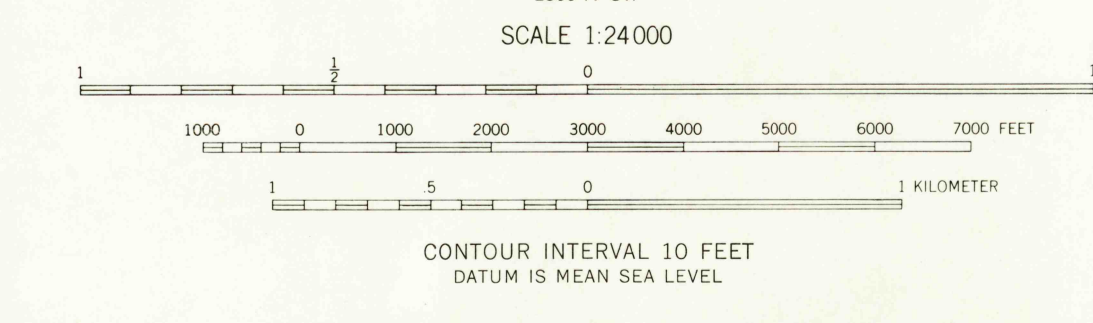 SCALE 1:24000
1 1/2 0 1
1000 0 1000 2000 3000 4000 5000 6000 7000 FEET
1 .5 0 1 KILOMETER
CONTOUR INTERVAL 10 FEET
DATUM IS MEAN SEA LEVEL